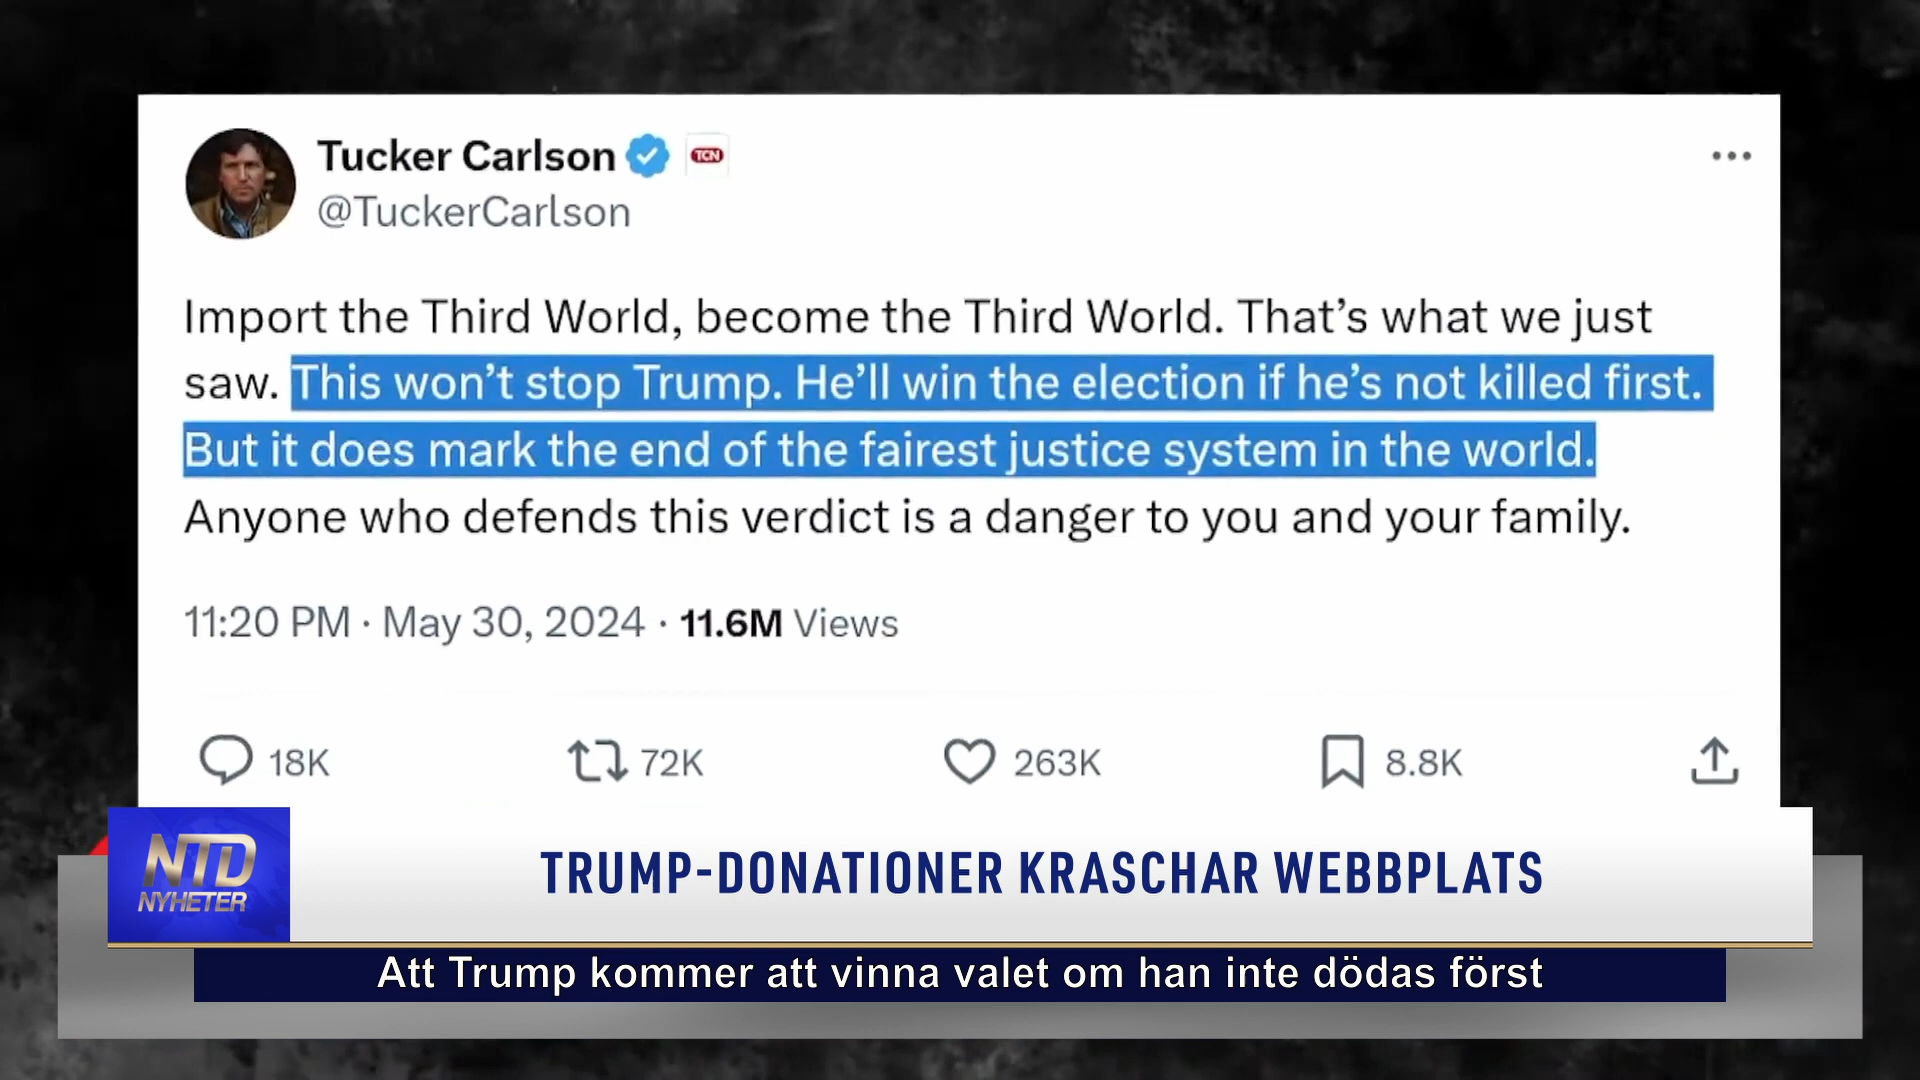 Tucker Carlson TCN
@TuckerCarlson
Import the Third World, become the Third World. That’s what we just
saw. This won’t stop Trump. He’ll win the election if he’s not killed first.
But it does mark the end of the fairest justice system in the world.
Anyone who defends this verdict is a danger to you and your family.
11:20 PM · May 30, 2024 · 11.6M Views
18K 72K 263K 8.8K
NTD
NYHETER
TRUMP-DONATIONER KRASCHAR WEBBPLATS
Att Trump kommer att vinna valet om han inte dödas först